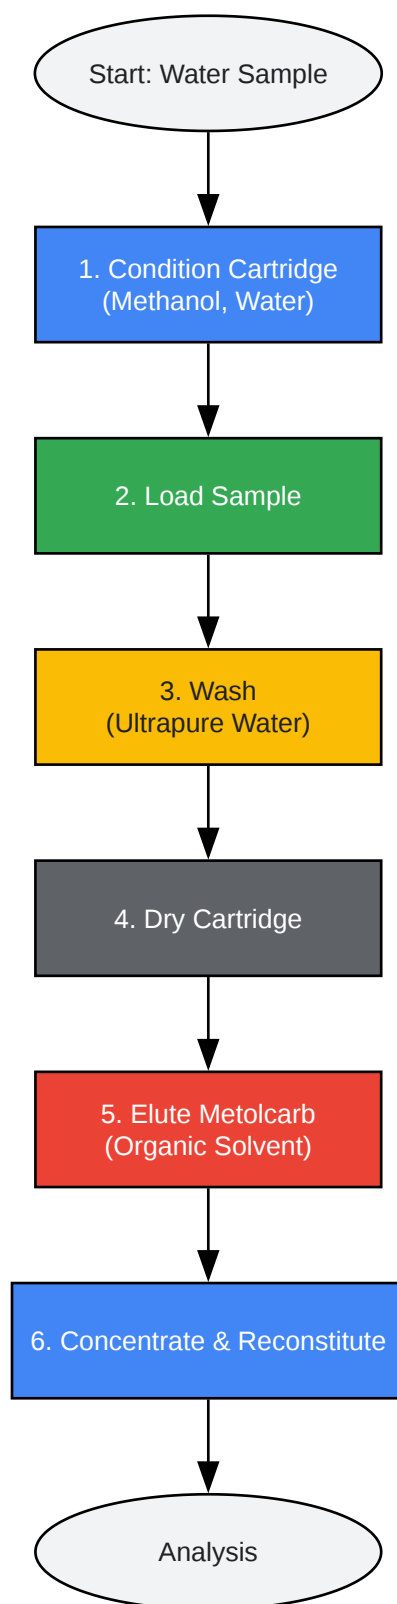 Start: Water Sample
1. Condition Cartridge
(Methanol, Water)
2. Load Sample
3. Wash
(Ultrapure Water)
4. Dry Cartridge
5. Elute Metolcarb
(Organic Solvent)
6. Concentrate & Reconstitute
Analysis